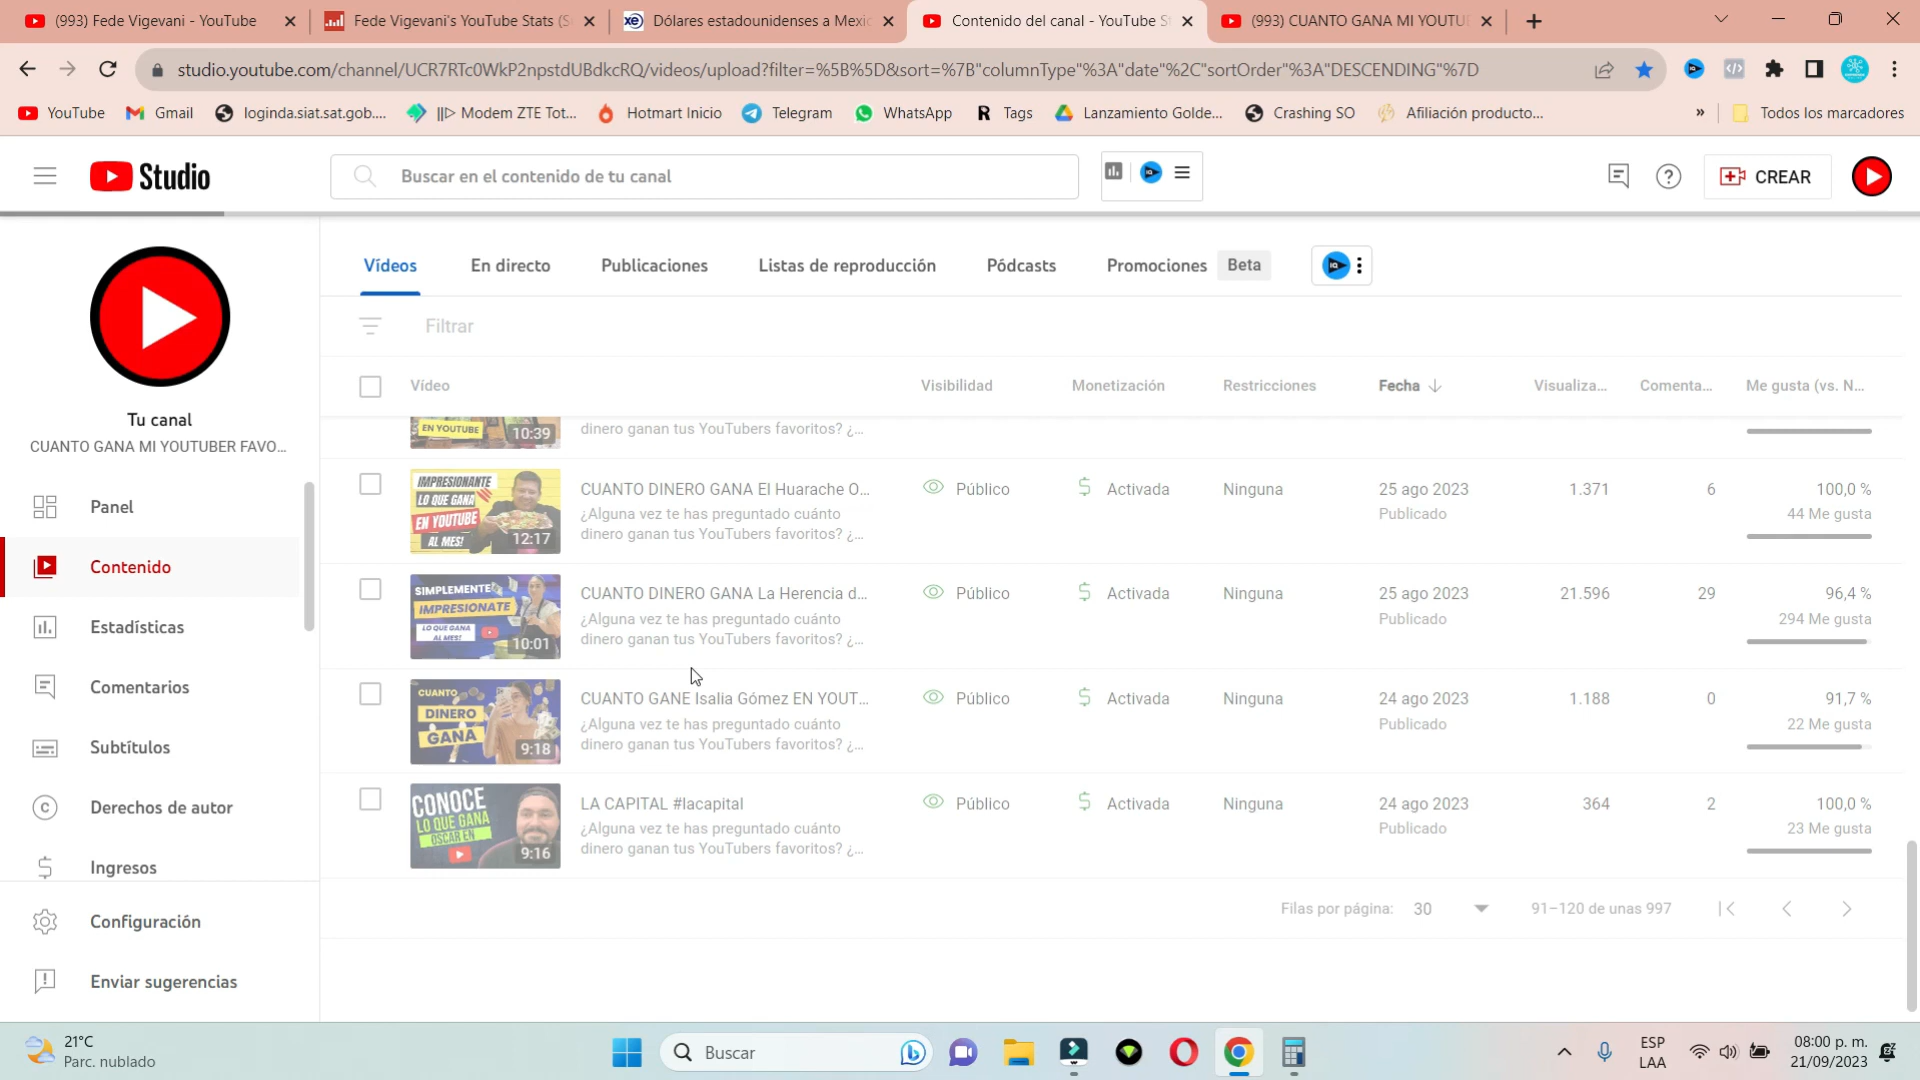 (993) Fede Vigevani - YouTube
Fede Vigevani's YouTube Stats (S
Dólares estadounidenses a Mexic
Contenido del canal - YouTube S
(993) CUANTO GANA MI YOUTU
studio.youtube.com/channel/UCR7RTc0WkP2npstdUBdkcRQ/videos/upload?filter=%5B%5D&sort=%7B"columnType"%3A"date"%2C"sortOrder"%3A"DESCENDING"%7D
YouTube
Gmail
loginda.siat.sat.gob....
||▷ Modem ZTE Tot...
Hotmart Inicio
Telegram
WhatsApp
Tags
Lanzamiento Golde...
Crashing SO
Afiliación producto...
»
Todos los marcadores
Studio
Buscar en el contenido de tu canal
CREAR
Tu canal
CUANTO GANA MI YOUTUBER FAVO...
Panel
Contenido
Estadísticas
Comentarios
Subtítulos
Derechos de autor
Ingresos
Configuración
Enviar sugerencias
Vídeos
En directo
Publicaciones
Listas de reproducción
Pódcasts
Promociones
Beta
Filtrar
Vídeo
Visibilidad
Monetización
Restricciones
Fecha
Visualiza...
Comenta...
Me gusta (vs. N...
EN YOUTUBE
10:39
dinero ganan tus YouTubers favoritos? ¿...
IMPRESIONANTE
LO QUE GANA
EN YOUTUBE
AL MES!
12:17
CUANTO DINERO GANA El Huarache O...
¿Alguna vez te has preguntado cuánto
dinero ganan tus YouTubers favoritos? ¿...
Público
Activada
Ninguna
25 ago 2023
Publicado
1.371
6
100,0 %
44 Me gusta
SIMPLEMENTE
IMPRESIONATE
LO QUE GANA
AL MES!
10:01
CUANTO DINERO GANA La Herencia d...
¿Alguna vez te has preguntado cuánto
dinero ganan tus YouTubers favoritos? ¿...
Público
Activada
Ninguna
25 ago 2023
Publicado
21.596
29
96,4 %
294 Me gusta
CUANTO
DINERO
GANA
9:18
CUANTO GANE Isalia Gómez EN YOUT...
¿Alguna vez te has preguntado cuánto
dinero ganan tus YouTubers favoritos? ¿...
Público
Activada
Ninguna
24 ago 2023
Publicado
1.188
0
91,7 %
22 Me gusta
CONOCE
LO QUE GANA
OSCAR EN
9:16
LA CAPITAL #lacapital
¿Alguna vez te has preguntado cuánto
dinero ganan tus YouTubers favoritos? ¿...
Público
Activada
Ninguna
24 ago 2023
Publicado
364
2
100,0 %
23 Me gusta
Filas por página:
30
91–120 de unas 997
21°C
Parc. nublado
Buscar
ESP
LAA
08:00 p. m.
21/09/2023